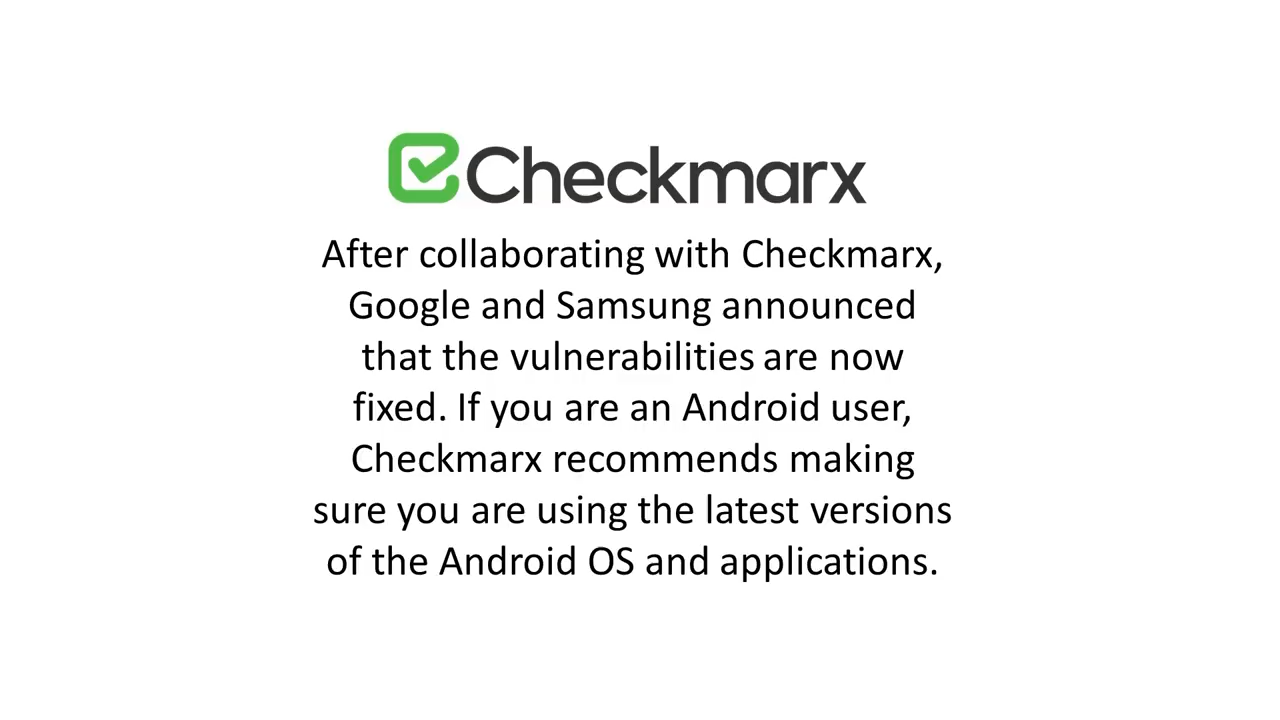 Checkmarx
After collaborating with Checkmarx,
Google and Samsung announced
that the vulnerabilities are now
fixed. If you are an Android user,
Checkmarx recommends making
sure you are using the latest versions
of the Android OS and applications.